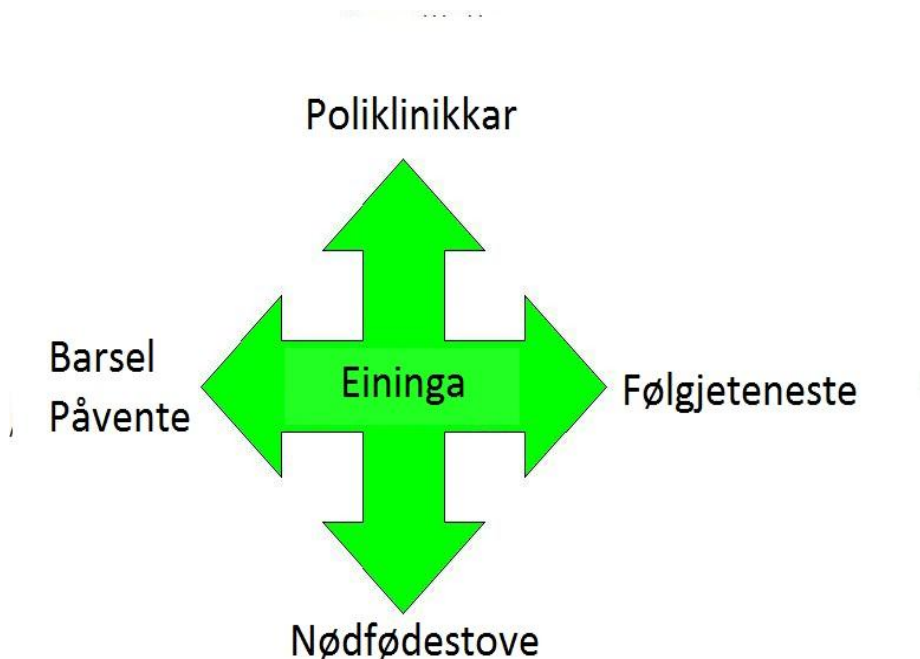 Poliklinikkar
Barsel
Påvente
Eininga
Følgjeteneste
Nødfødestove